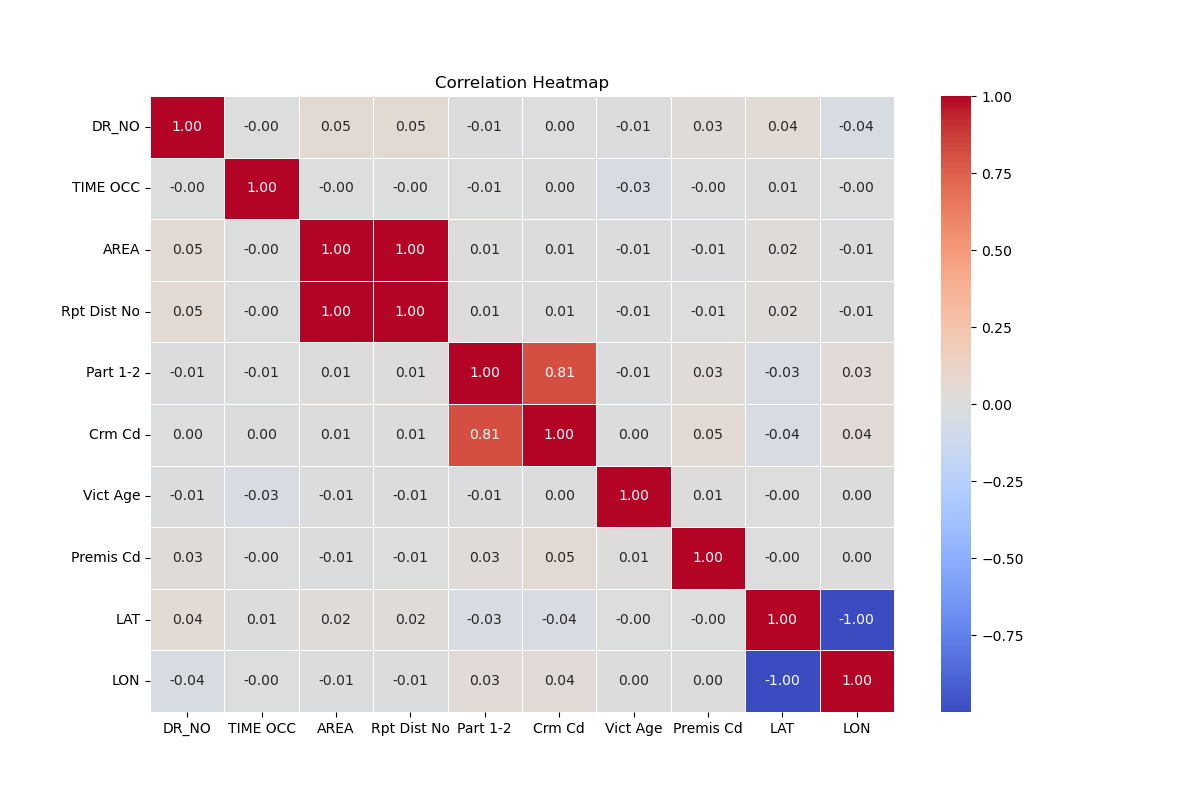 Correlation Heatmap
DR_NO 1.00 -0.00 0.05 0.05 -0.01 0.00 -0.01 0.03 0.04 -0.04
TIME OCC -0.00 1.00 -0.00 -0.00 -0.01 0.00 -0.03 -0.00 0.01 -0.00
AREA 0.05 -0.00 1.00 1.00 0.01 0.01 -0.01 -0.01 0.02 -0.01
Rpt Dist No 0.05 -0.00 1.00 1.00 0.01 0.01 -0.01 -0.01 0.02 -0.01
Part 1-2 -0.01 -0.01 0.01 0.01 1.00 0.81 -0.01 0.03 -0.03 0.03
Crm Cd 0.00 0.00 0.01 0.01 0.81 1.00 0.00 0.05 -0.04 0.04
Vict Age -0.01 -0.03 -0.01 -0.01 -0.01 0.00 1.00 0.01 -0.00 0.00
Premis Cd 0.03 -0.00 -0.01 -0.01 0.03 0.05 0.01 1.00 -0.00 0.00
LAT 0.04 0.01 0.02 0.02 -0.03 -0.04 -0.00 -0.00 1.00 -1.00
LON -0.04 -0.00 -0.01 -0.01 0.03 0.04 0.00 0.00 -1.00 1.00
DR_NO TIME OCC AREA Rpt Dist No Part 1-2 Crm Cd Vict Age Premis Cd LAT LON
1.00
0.75
0.50
0.25
0.00
−0.25
−0.50
−0.75